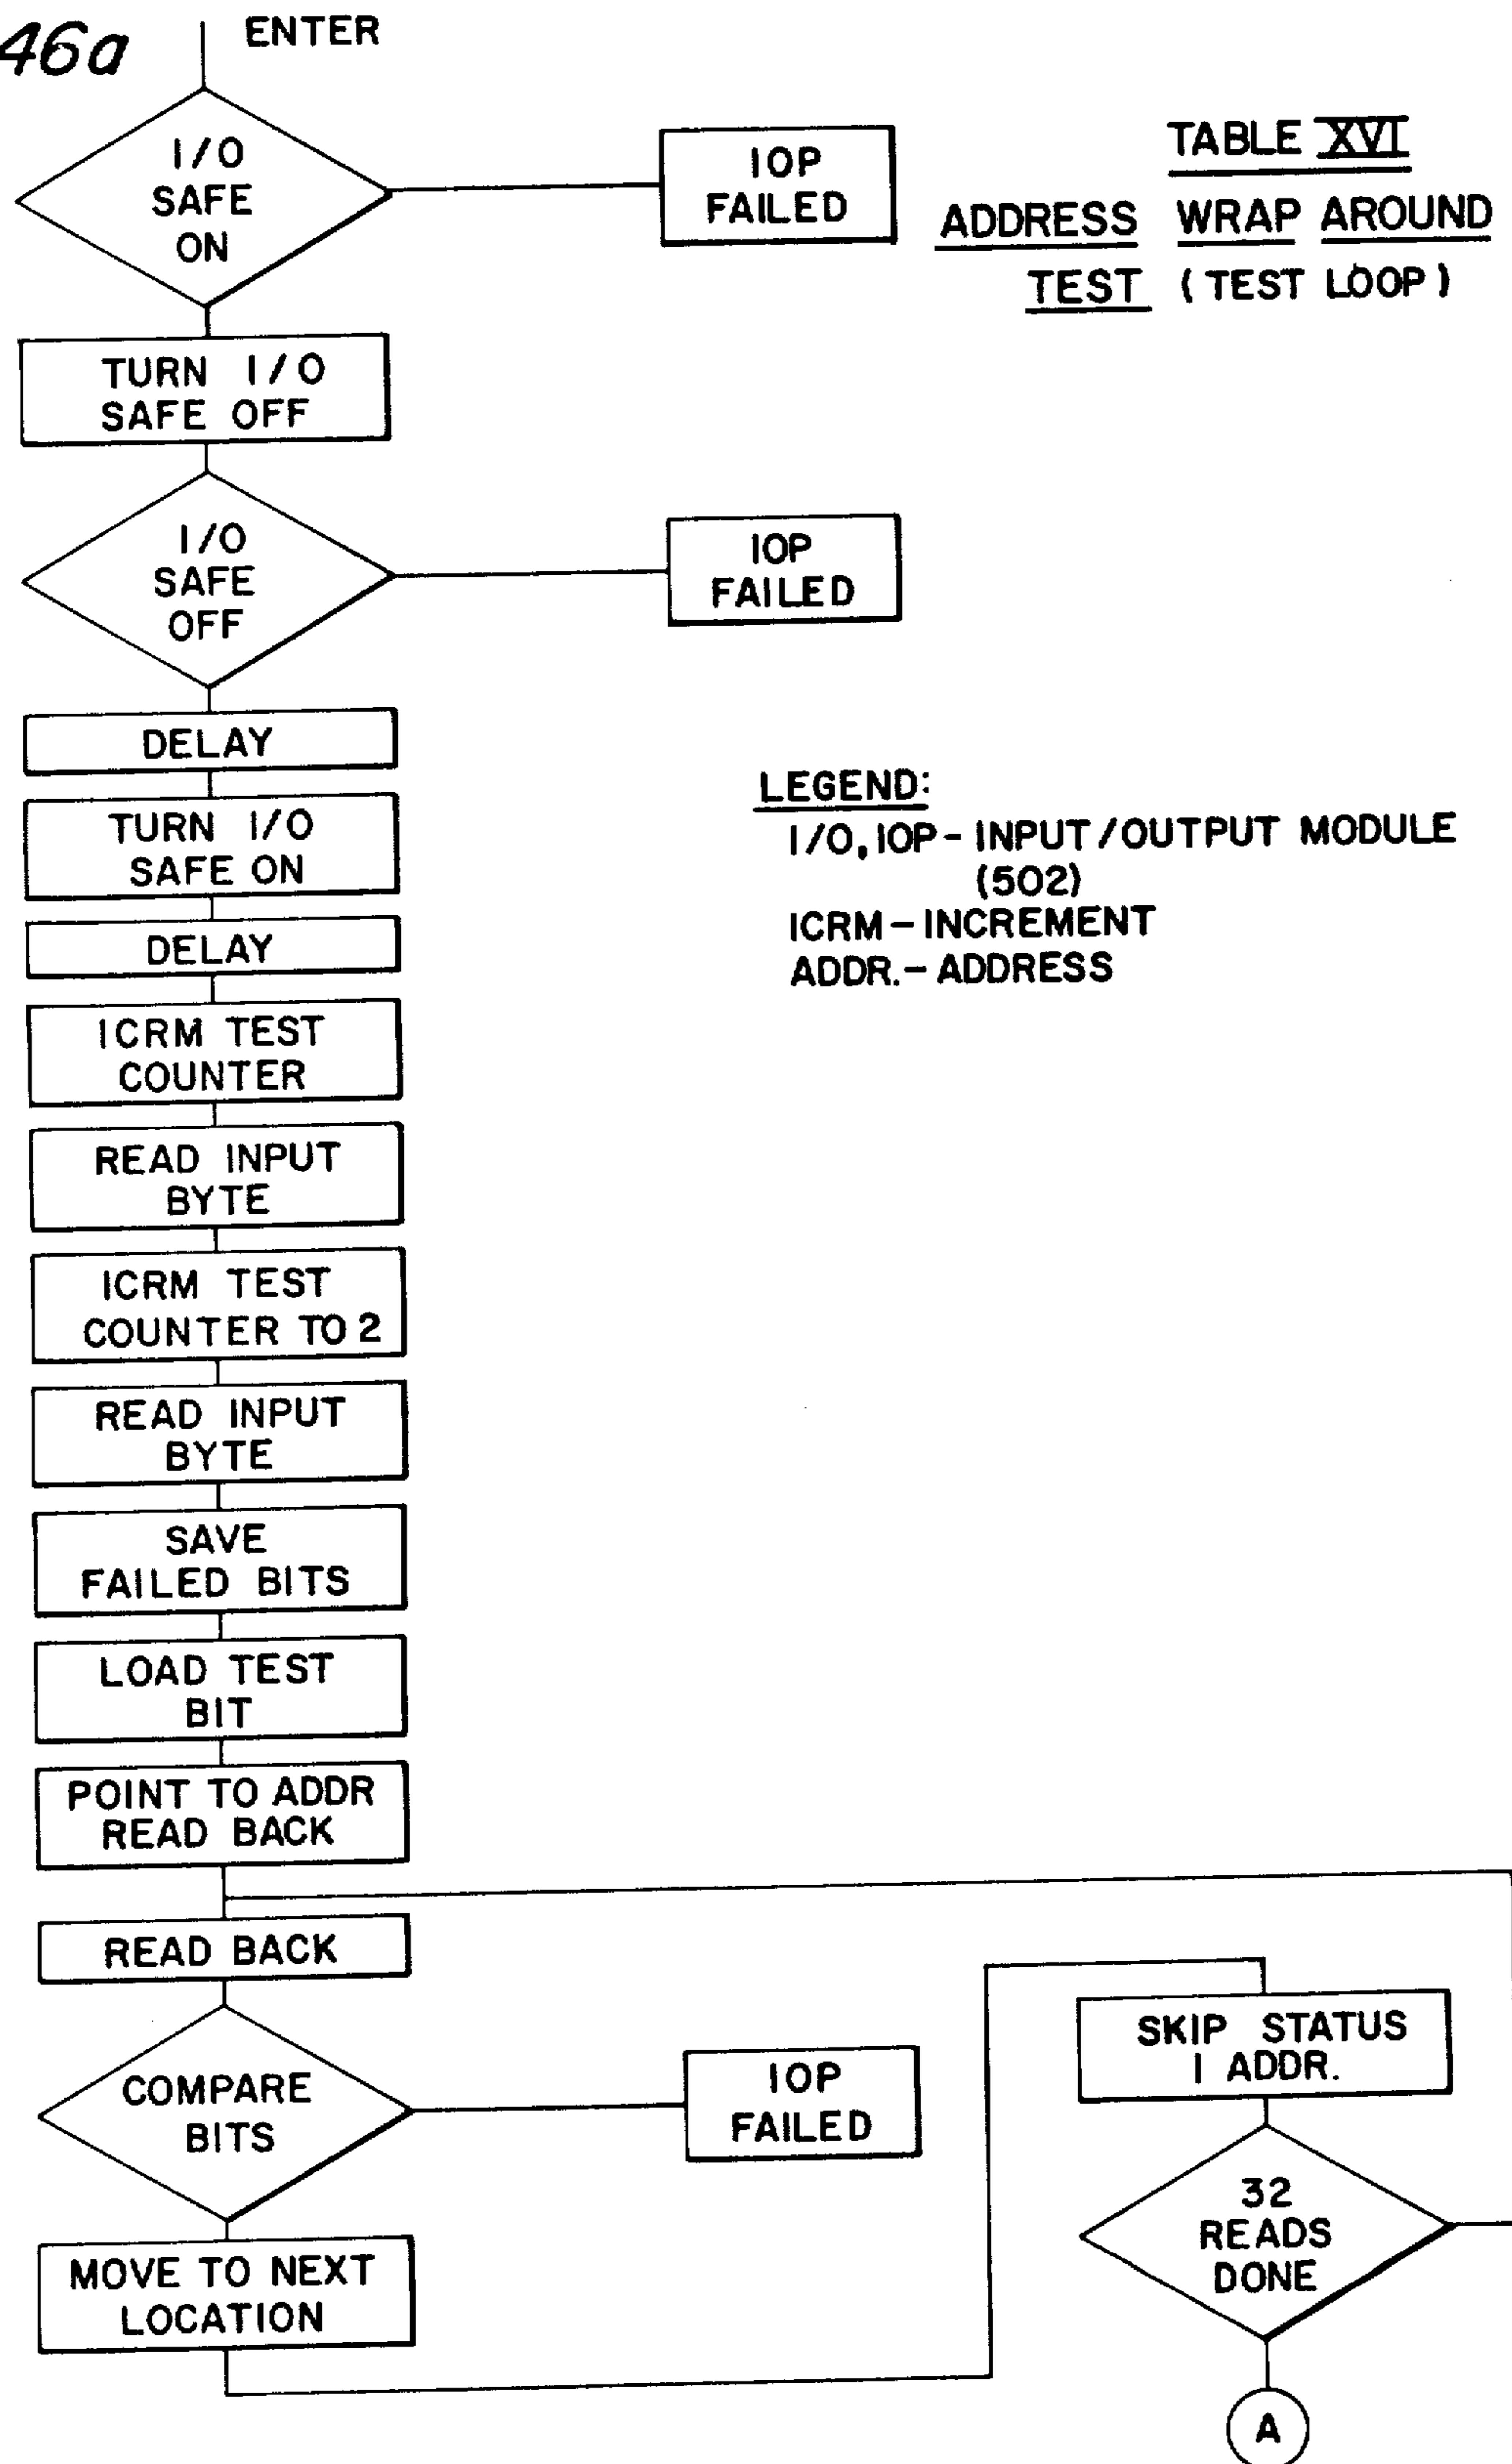 46a
ENTER
I/O
SAFE
ON
IOP
FAILED
TABLE XVI
ADDRESS WRAP AROUND
TEST (TEST LOOP)
TURN I/O
SAFE OFF
I/O
SAFE
OFF
IOP
FAILED
DELAY
TURN I/O
SAFE ON
DELAY
LEGEND:
I/O, IOP - INPUT/OUTPUT MODULE
(502)
ICRM - INCREMENT
ADDR. - ADDRESS
ICRM TEST
COUNTER
READ INPUT
BYTE
ICRM TEST
COUNTER TO 2
READ INPUT
BYTE
SAVE
FAILED BITS
LOAD TEST
BIT
POINT TO ADDR
READ BACK
READ BACK
COMPARE
BITS
IOP
FAILED
MOVE TO NEXT
LOCATION
SKIP STATUS
1 ADDR.
32
READS
DONE
A